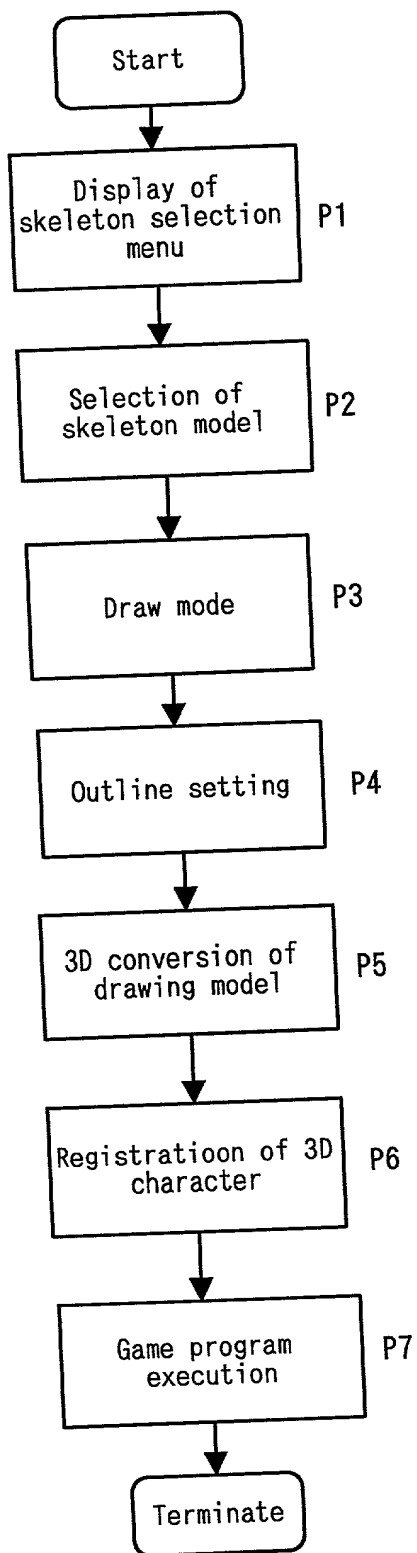 Start
Display of
skeleton selection
menu
P1
Selection of
skeleton model
P2
Draw mode
P3
Outline setting
P4
3D conversion of
drawing model
P5
Registratioon of 3D
character
P6
Game program
execution
P7
Terminate